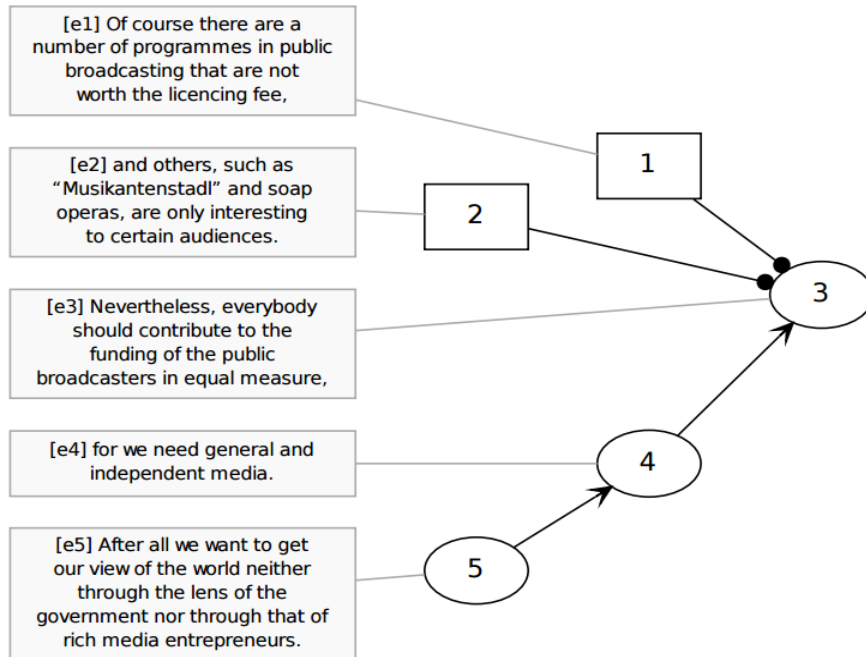 [e1] Of course there are a
number of programmes in public
broadcasting that are not
worth the licencing fee,
1
[e2] and others, such as
“Musikantenstadl” and soap
operas, are only interesting
to certain audiences.
2
[e3] Nevertheless, everybody
should contribute to the
funding of the public
broadcasters in equal measure,
3
[e4] for we need general and
independent media.
4
[e5] After all we want to get
our view of the world neither
through the lens of the
government nor through that of
rich media entrepreneurs.
5